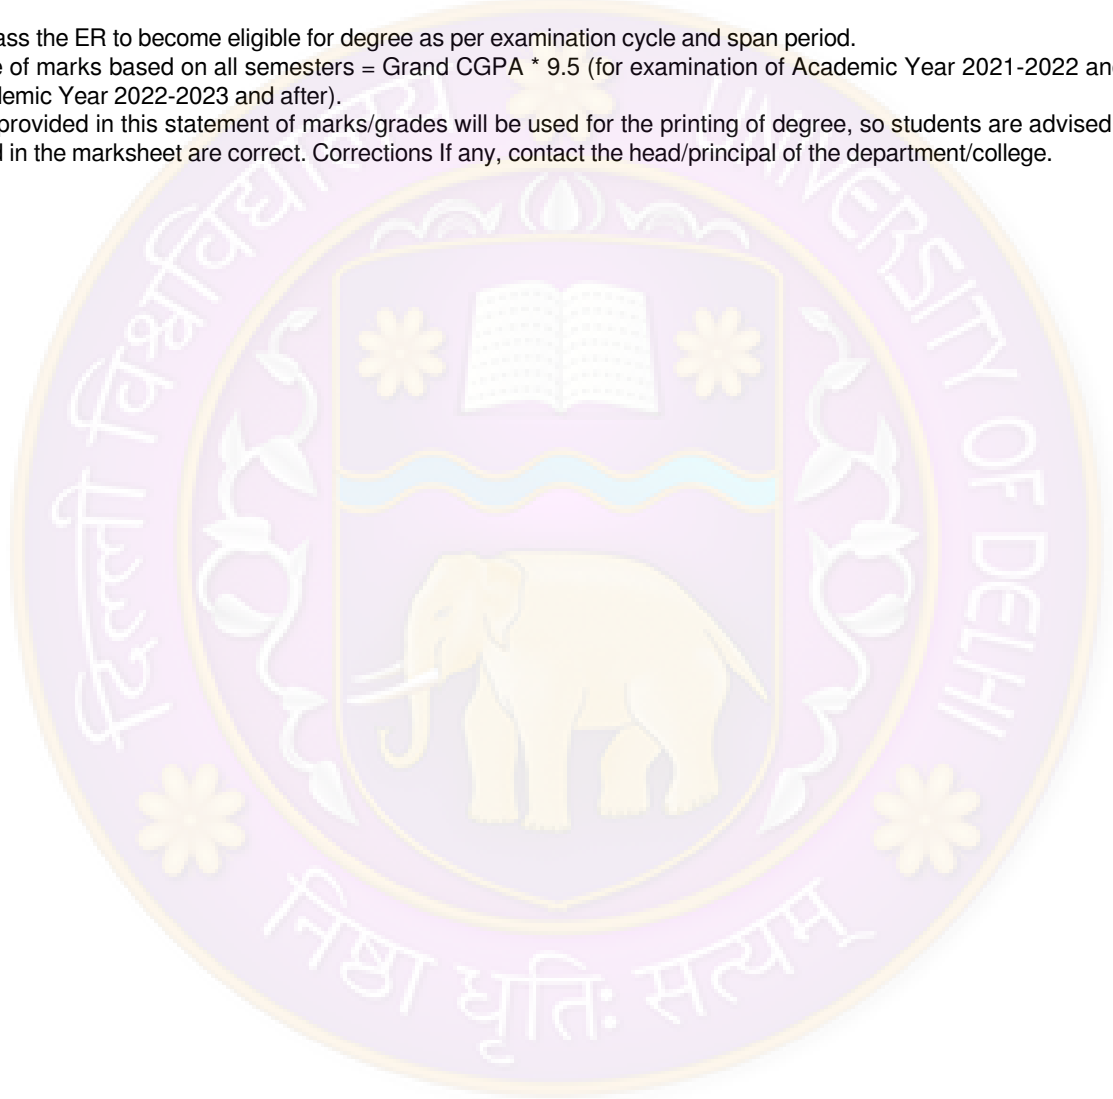 ass the ER to become eligible for degree as per examination cycle and span period.
e of marks based on all semesters = Grand CGPA * 9.5 (for examination of Academic Year 2021-2022 an
demic Year 2022-2023 and after).
provided in this statement of marks/grades will be used for the printing of degree, so students are advised
d in the marksheet are correct. Corrections If any, contact the head/principal of the department/college.
दिल्ली विश्वविद्यालय
UNIVERSITY OF DELHI
निष्ठा धृतिः सत्यम्